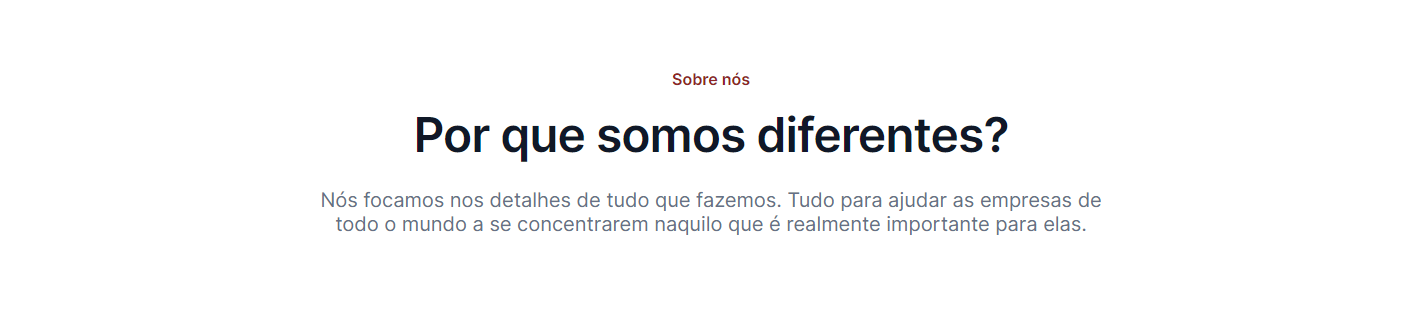 Sobre nós
Por que somos diferentes?
Nós focamos nos detalhes de tudo que fazemos. Tudo para ajudar as empresas de
todo o mundo a se concentrarem naquilo que é realmente importante para elas.